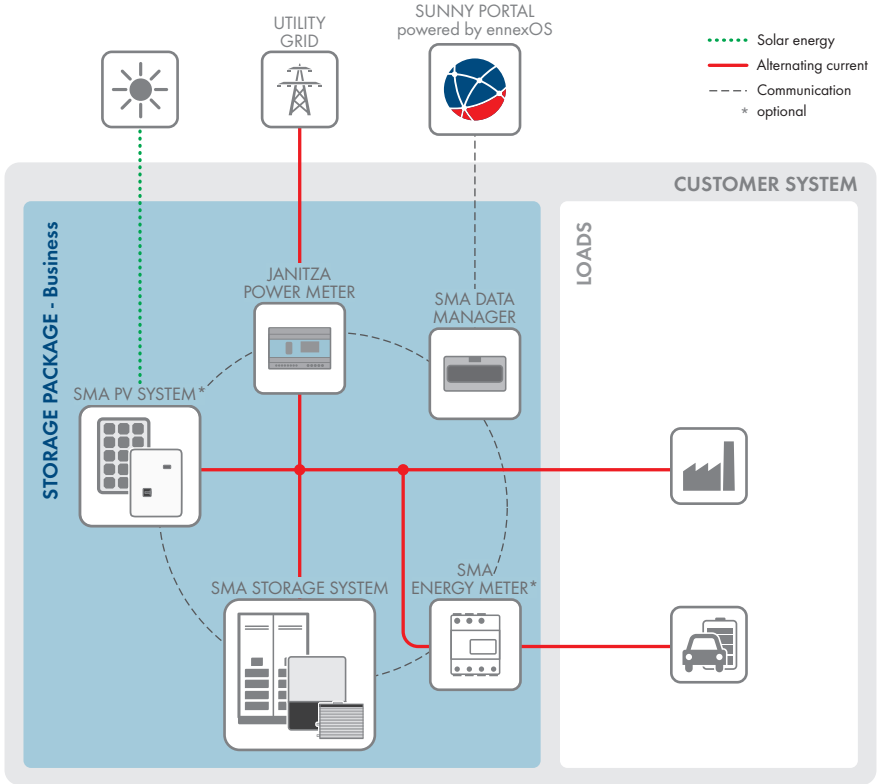 UTILITY
GRID
SUNNY PORTAL
powered by ennexOS
Solar energy
Alternating current
Communication
* optional
CUSTOMER SYSTEM
STORAGE PACKAGE - Business
LOADS
JANITZA
POWER METER
SMA DATA
MANAGER
SMA PV SYSTEM*
SMA STORAGE SYSTEM
SMA
ENERGY METER*